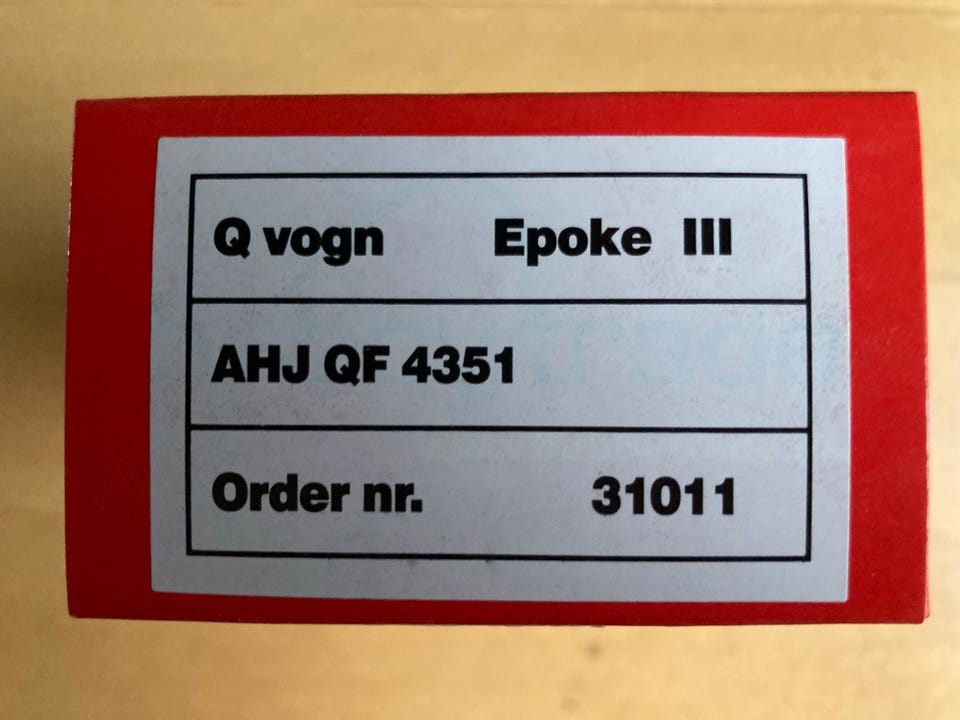 Q vogn Epoke III
AHJ QF 4351
Order nr. 31011